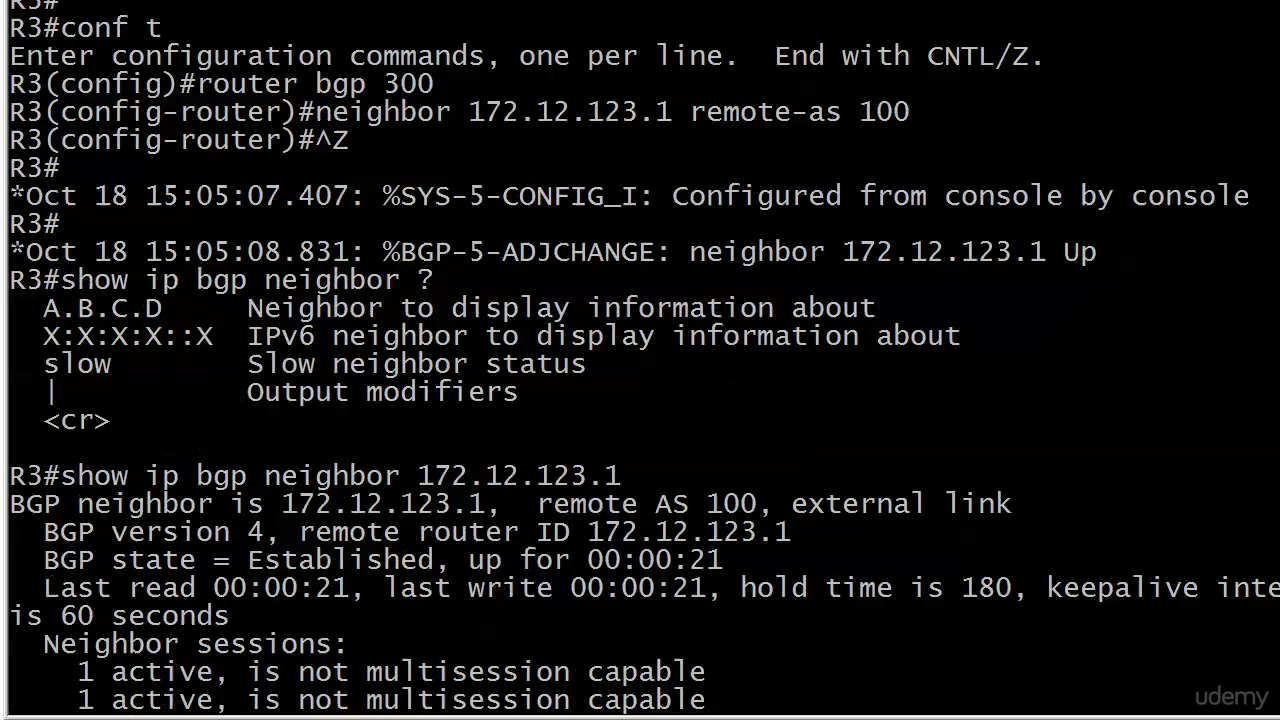 R3#
R3#conf t
Enter configuration commands, one per line.  End with CNTL/Z.
R3(config)#router bgp 300
R3(config-router)#neighbor 172.12.123.1 remote-as 100
R3(config-router)#^Z
R3#
*Oct 18 15:05:07.407: %SYS-5-CONFIG_I: Configured from console by console
R3#
*Oct 18 15:05:08.831: %BGP-5-ADJCHANGE: neighbor 172.12.123.1 Up
R3#show ip bgp neighbor ?
  A.B.C.D     Neighbor to display information about
  X:X:X:X::X  IPv6 neighbor to display information about
  slow        Slow neighbor status
  |           Output modifiers
  <cr>
R3#show ip bgp neighbor 172.12.123.1
BGP neighbor is 172.12.123.1,  remote AS 100, external link
  BGP version 4, remote router ID 172.12.123.1
  BGP state = Established, up for 00:00:21
  Last read 00:00:21, last write 00:00:21, hold time is 180, keepalive inte
is 60 seconds
  Neighbor sessions:
    1 active, is not multisession capable
    1 active, is not multisession capable
udemy